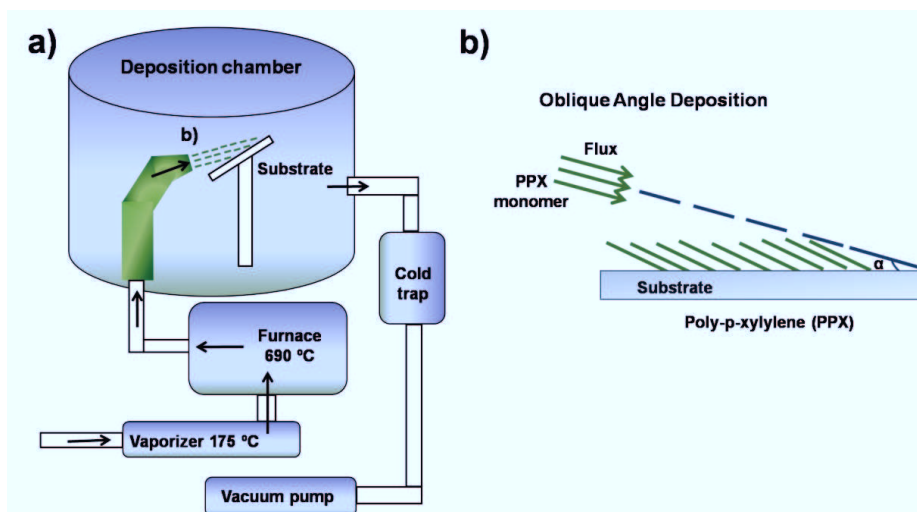 a)
Deposition chamber
b)
Substrate
Cold
trap
Furnace
690 ºC
Vaporizer 175 ºC
Vacuum pump
b)
Oblique Angle Deposition
Flux
PPX
monomer
α
Substrate
Poly-p-xylylene (PPX)